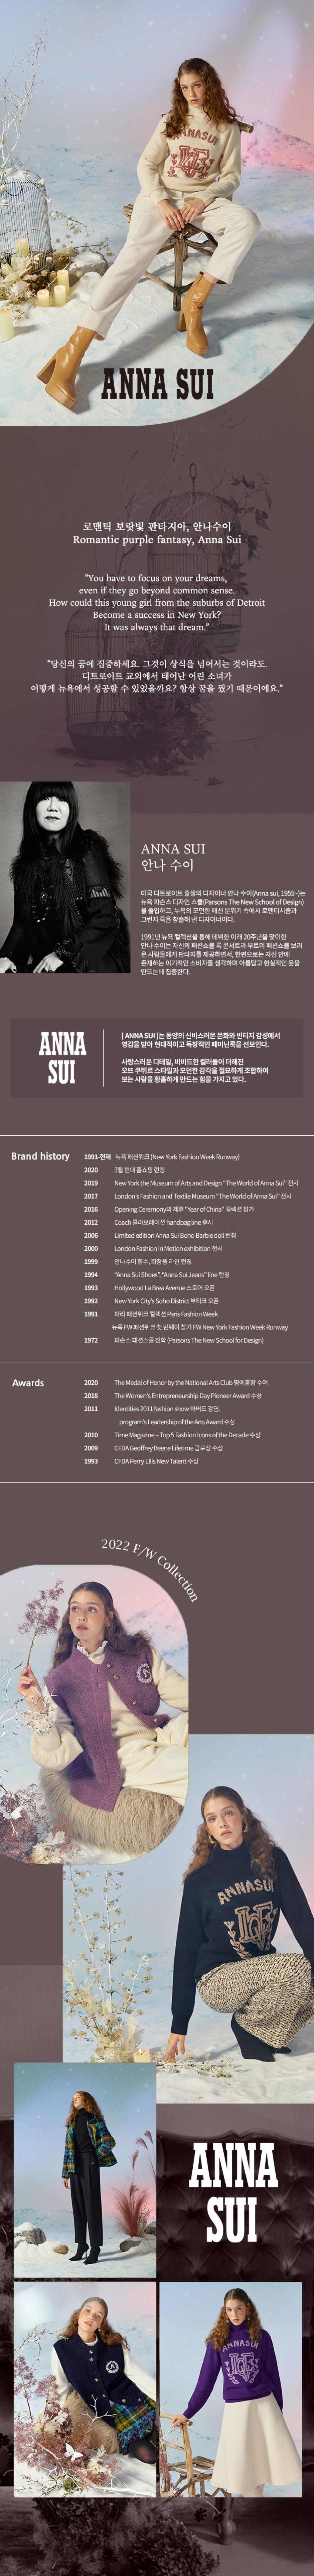 ANNASUI
ANNA SUI
로맨틱 보랏빛 판타지아, 안나수이
Romantic purple fantasy, Anna Sui
“You have to focus on your dreams,
even if they go beyond common sense.
How could this young girl from the suburbs of Detroit
Become a success in New York?
It was always that dream.”
“당신의 꿈에 집중하세요. 그것이 상식을 넘어서는 것이라도.
디트로이트 교외에서 태어난 어린 소녀가
어떻게 뉴욕에서 성공할 수 있었을까요? 항상 꿈을 꿨기 때문이에요.”
ANNA SUI
안나 수이
미국 디트로이트 출생의 디자이너 안나 수이(Anna sui, 1955~)는
뉴욕 파슨스 디자인 스쿨(Parsons The New School of Design)
을 졸업하고, 뉴욕의 모던한 패션 분위기 속에서 로맨티시즘과
그런지 룩을 창출해 낸 디자이너이다.
1991년 뉴욕 컬렉션을 통해 데뷔한 이래 20주년을 맞이한
안나 수이는 자신의 패션쇼를 록 콘서트라 부르며 패션쇼를 보러
온 사람들에게 판타지를 제공하면서, 한편으로는 자신 안에
존재하는 이기적인 소비자를 생각하며 아름답고 현실적인 옷을
만드는데 집중한다.
ANNA
SUI
[ ANNA SUI ]는 동양의 신비스러운 문화와 빈티지 감성에서
영감을 받아 현대적이고 독창적인 페미닌룩을 선보인다.
사랑스러운 디테일, 비비드한 컬러들이 더해진
오뜨 쿠뛰르 스타일과 모던한 감각을 절묘하게 조합하여
보는 사람을 황홀하게 만드는 힘을 가지고 있다.
Brand history
1991-현재 뉴욕 패션위크 (New York Fashion Week Runway)
2020 3월 현대 홈쇼핑 런칭
2019 New York the Museum of Arts and Design “The World of Anna Sui” 전시
2017 London’s Fashion and Textile Museum “The World of Anna Sui” 전시
2016 Opening Ceremony와 제휴 "Year of China" 컬렉션 참가
2012 Coach 콜라보레이션 handbag line 출시
2006 Limited edition Anna Sui Boho Barbie doll 런칭
2000 London Fashion in Motion exhibition 전시
1999 안나수이 향수, 화장품 라인 런칭
1994 “Anna Sui Shoes”, “Anna Sui Jeans” line 런칭
1993 Hollywood La Brea Avenue 스토어 오픈
1992 New York City’s Soho District 부티크 오픈
1991 파리 패션위크 컬렉션 Paris Fashion Week
뉴욕 FW 패션위크 첫 런웨이 참가 FW New York Fashion Week Runway
1972 파슨스 패션스쿨 진학 (Parsons The New School for Design)
Awards
2020 The Medal of Honor by the National Arts Club 명예훈장 수여
2018 The Women’s Entrepreneurship Day Pioneer Award 수상
2011 Identities 2011 fashion show 하버드 강연,
program’s Leadership of the Arts Award 수상
2010 Time Magazine – Top 5 Fashion Icons of the Decade 수상
2009 CFDA Geoffrey Beene Lifetime 공로상 수상
1993 CFDA Perry Ellis New Talent 수상
2022 F/W Collection
ANNASUI
ANNA
SUI
ANNASUI